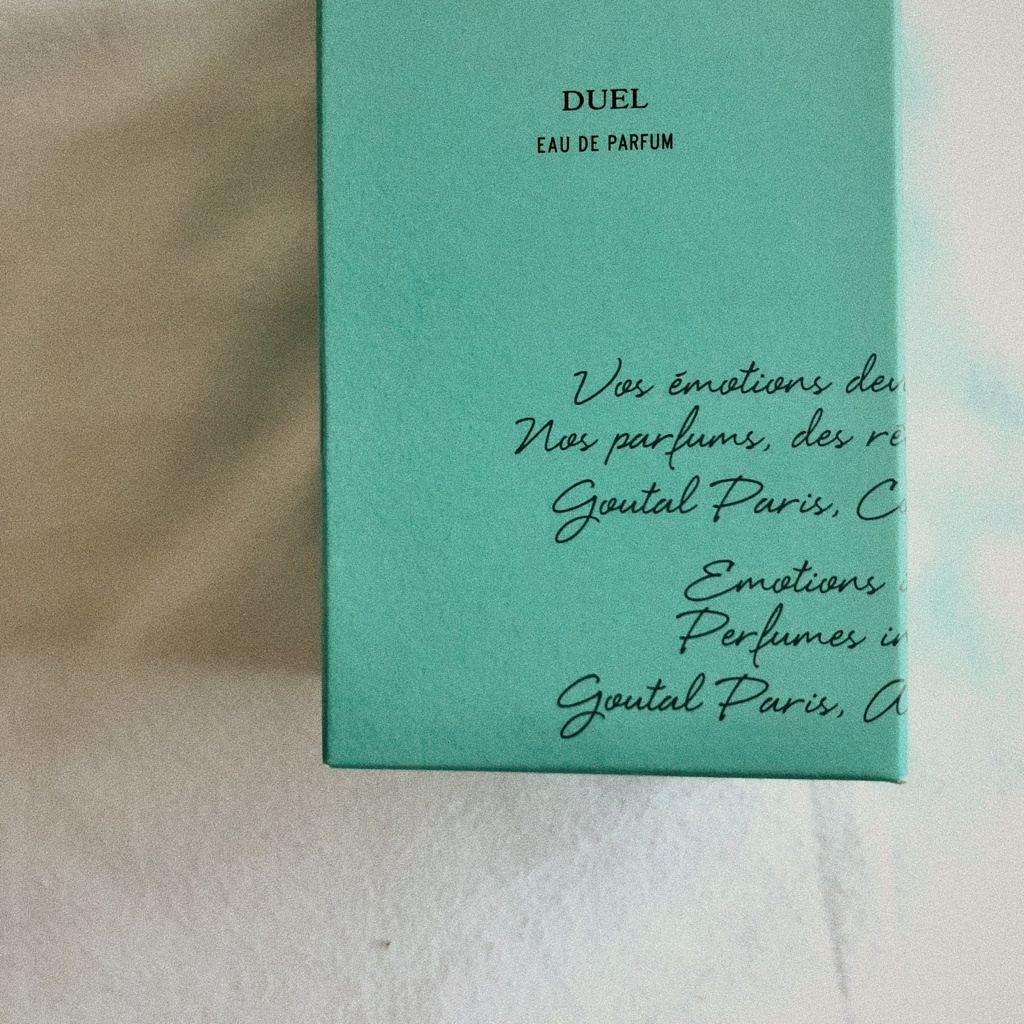 DUEL
EAU DE PARFUM
Vos émotions
Nos parfums, des
Goutal Paris,
Emotions
Perfumes
Goutal Paris,